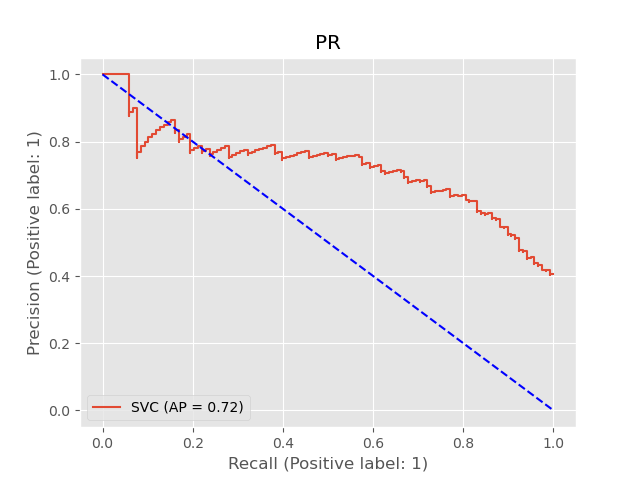 PR
Precision (Positive label: 1)
1.0
0.8
0.6
0.4
0.2
0.0
SVC (AP = 0.72)
0.0 0.2 0.4 0.6 0.8 1.0
Recall (Positive label: 1)